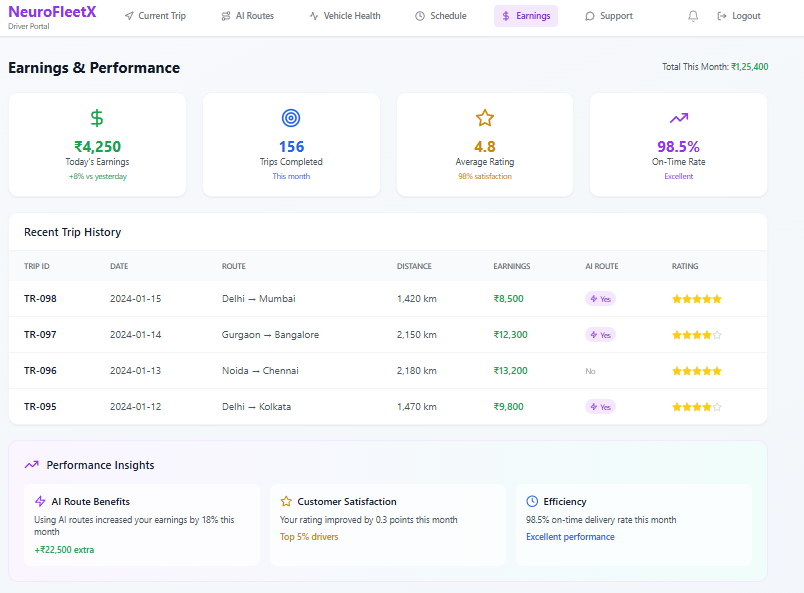 NeuroFleetX
Driver Portal
Current Trip
AI Routes
Vehicle Health
Schedule
$ Earnings
Support
Logout
Earnings & Performance
Total This Month: ₹1,25,400
₹4,250
Today's Earnings
+8% vs yesterday
156
Trips Completed
This month
4.8
Average Rating
98% satisfaction
98.5%
On-Time Rate
Excellent
Recent Trip History
TRIP ID DATE ROUTE DISTANCE EARNINGS AI ROUTE RATING
TR-098 2024-01-15 Delhi → Mumbai 1,420 km ₹8,500 Yes
TR-097 2024-01-14 Gurgaon → Bangalore 2,150 km ₹12,300 Yes
TR-096 2024-01-13 Noida → Chennai 2,180 km ₹13,200 No
TR-095 2024-01-12 Delhi → Kolkata 1,470 km ₹9,800 Yes
Performance Insights
AI Route Benefits
Using AI routes increased your earnings by 18% this
month
+₹22,500 extra
Customer Satisfaction
Your rating improved by 0.3 points this month
Top 5% drivers
Efficiency
98.5% on-time delivery rate this month
Excellent performance